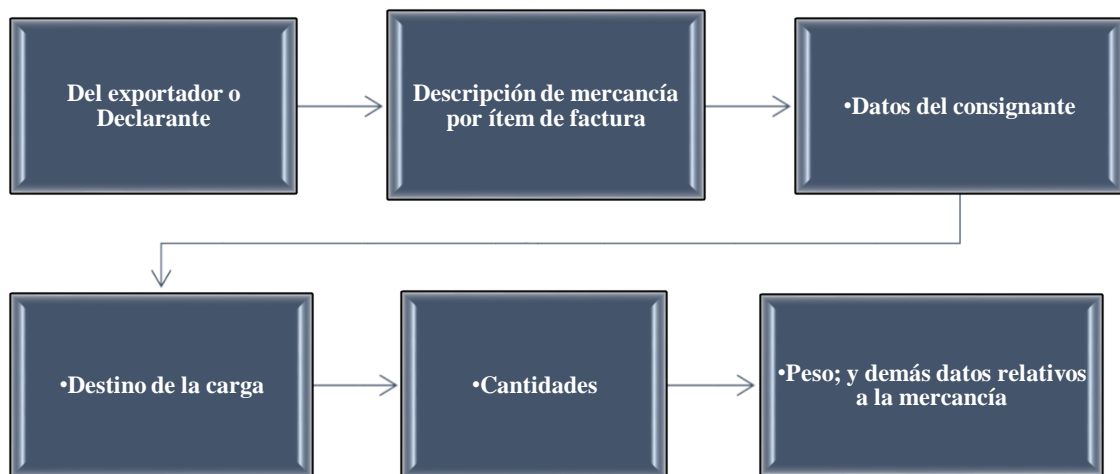 Del exportador o
Declarante
Descripción de mercancía
por ítem de factura
•Datos del consignante
•Destino de la carga
•Cantidades
•Peso; y demás datos relativos
a la mercancía